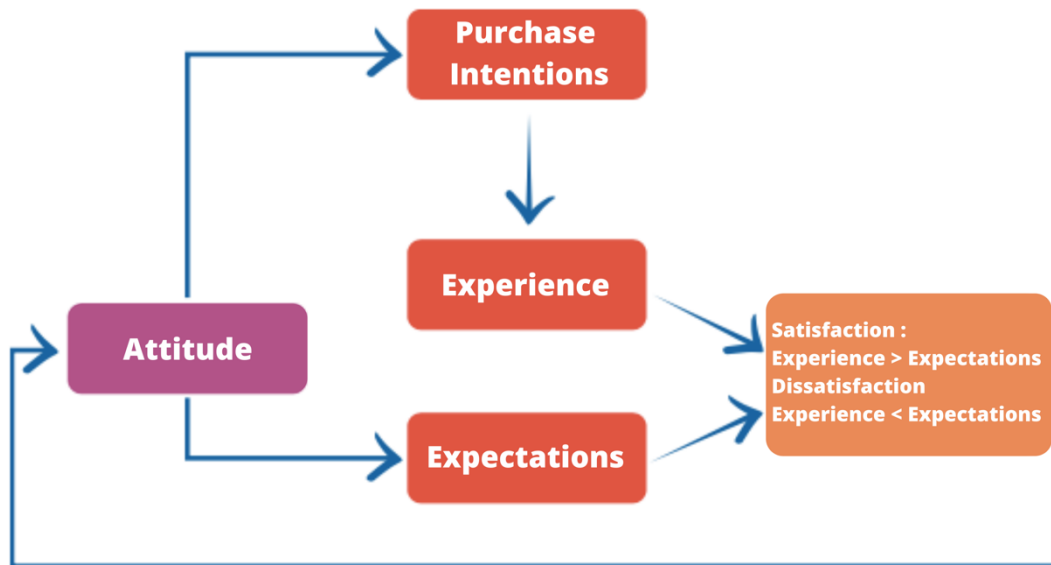 Purchase
Intentions
Experience
Attitude
Satisfaction :
Experience > Expectations
Dissatisfaction
Experience < Expectations
Expectations